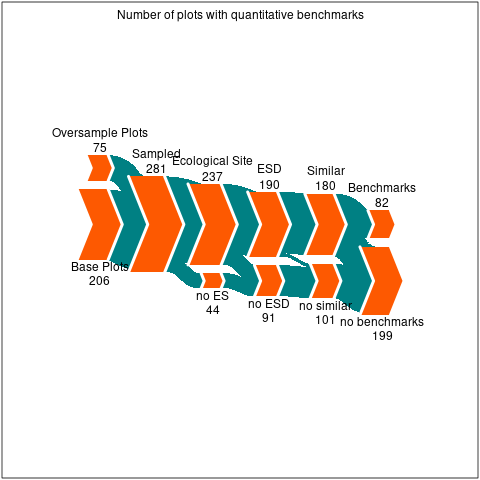 Number of plots with quantitative benchmarks
Oversample Plots
75
Sampled
281
Ecological Site
237
ESD
190
Similar
180
Benchmarks
82
Base Plots
206
no ES
44
no ESD
91
no similar
101
no benchmarks
199